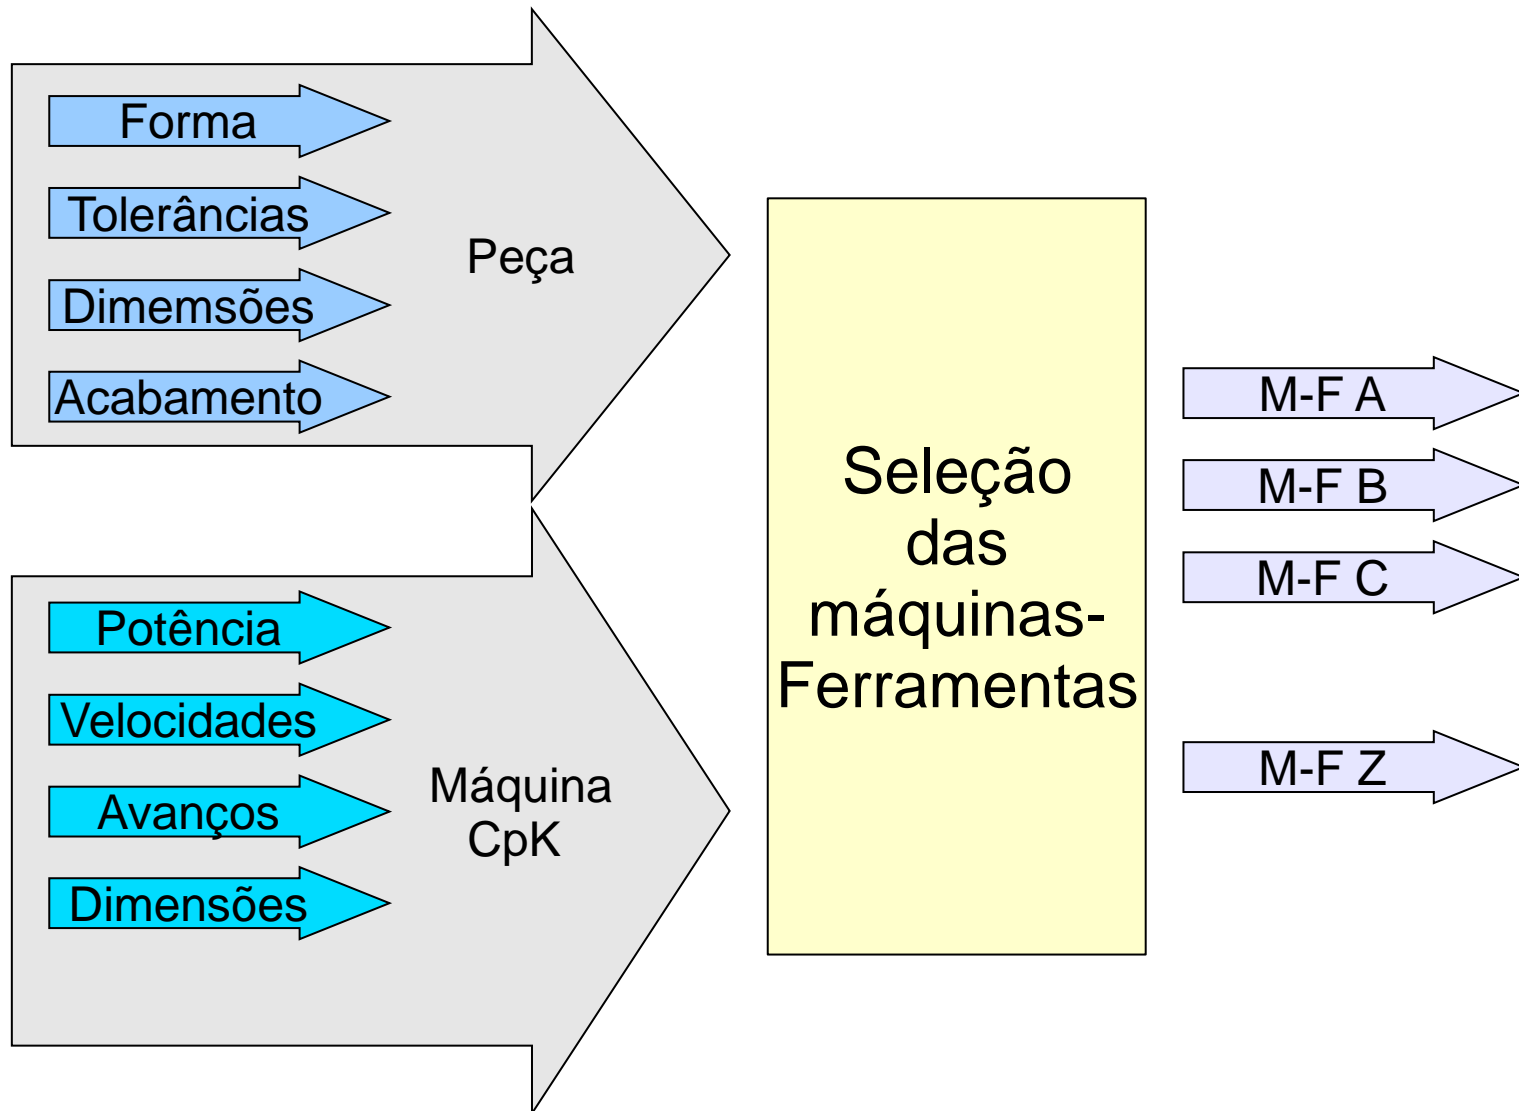 Forma
Tolerâncias
Dimemsões
Acabamento
Peça
Potência
Velocidades
Avanços
Dimensões
Máquina
CpK
Seleção
das
máquinas-
Ferramentas
M-F A
M-F B
M-F C
M-F Z